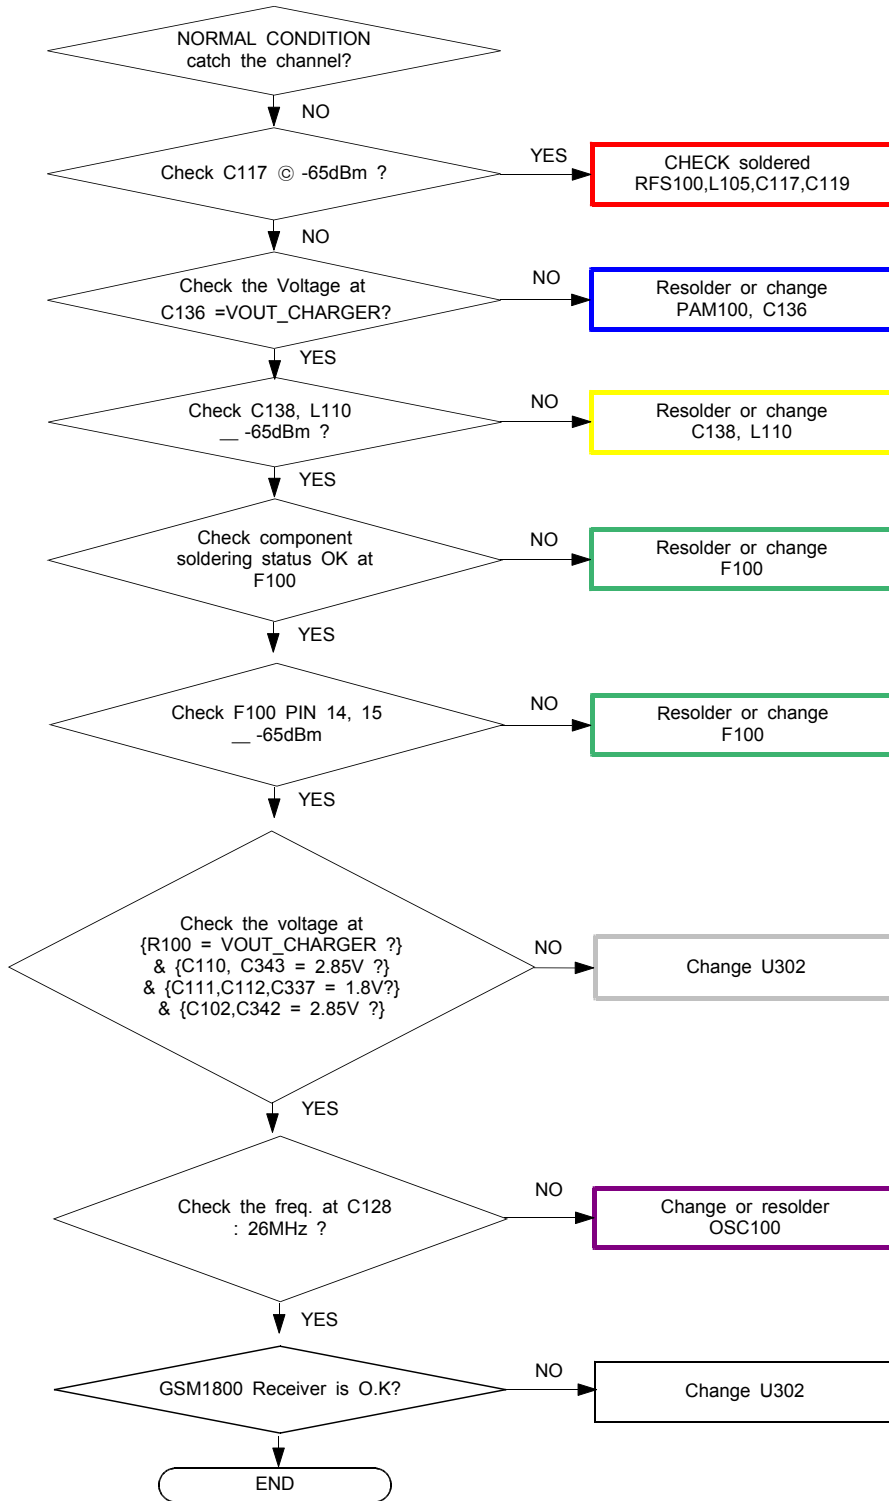 NORMAL CONDITION
catch the channel?
NO
Check C117 © -65dBm ?
YES
CHECK soldered
RFS100,L105,C117,C119
NO
Check the Voltage at
C136 =VOUT_CHARGER?
NO
Resolder or change
PAM100, C136
YES
Check C138, L110
__ -65dBm ?
NO
Resolder or change
C138, L110
YES
Check component
soldering status OK at
F100
NO
Resolder or change
F100
YES
Check F100 PIN 14, 15
__ -65dBm
NO
Resolder or change
F100
YES
Check the voltage at
{R100 = VOUT_CHARGER ?}
& {C110, C343 = 2.85V ?}
& {C111,C112,C337 = 1.8V?}
& {C102,C342 = 2.85V ?}
NO
Change U302
YES
Check the freq. at C128
: 26MHz ?
NO
Change or resolder
OSC100
YES
GSM1800 Receiver is O.K?
NO
Change U302
END